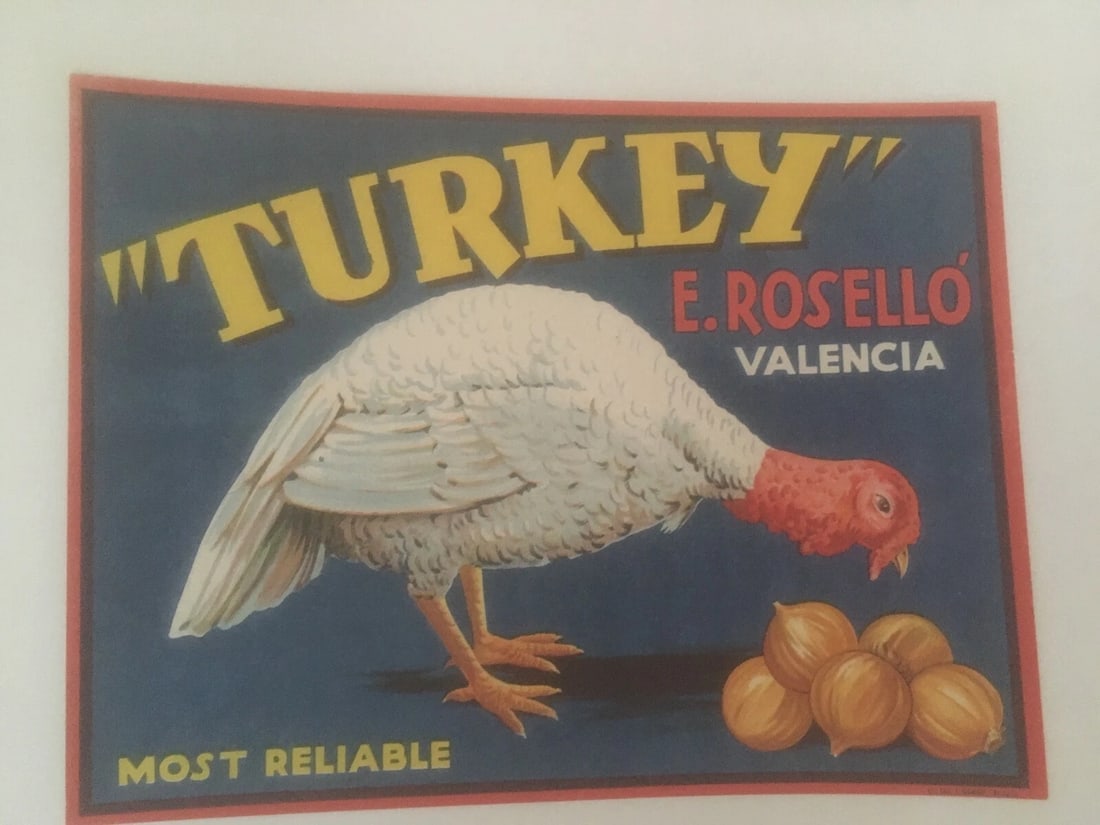 "TURKEY"
E. ROSELLÓ
VALENCIA
MOST RELIABLE